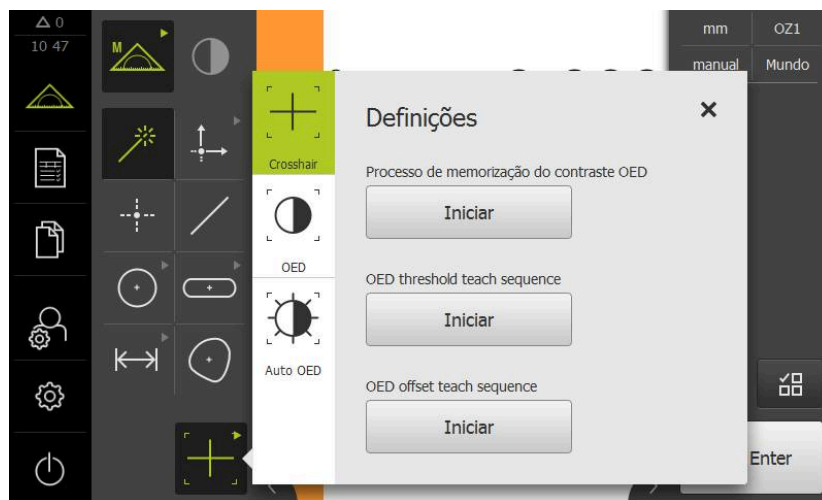 0
10 47
M
mm
OZ1
manual
Mundo
Crosshair
OED
Auto OED
Definições
Processo de memorização do contraste OED
Iniciar
OED threshold teach sequence
Iniciar
OED offset teach sequence
Iniciar
Enter